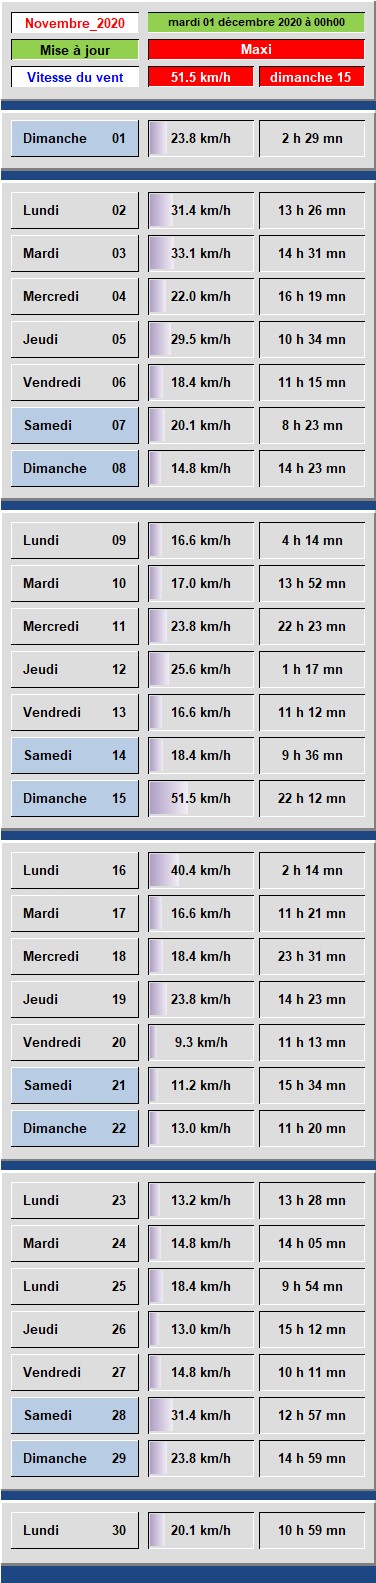 Novembre_2020 mardi 01 décembre 2020 à 00h00
Mise à jour Maxi
Vitesse du vent 51.5 km/h dimanche 15
Dimanche 01 23.8 km/h 2 h 29 mn
Lundi 02 31.4 km/h 13 h 26 mn
Mardi 03 33.1 km/h 14 h 31 mn
Mercredi 04 22.0 km/h 16 h 19 mn
Jeudi 05 29.5 km/h 10 h 34 mn
Vendredi 06 18.4 km/h 11 h 15 mn
Samedi 07 20.1 km/h 8 h 23 mn
Dimanche 08 14.8 km/h 14 h 23 mn
Lundi 09 16.6 km/h 4 h 14 mn
Mardi 10 17.0 km/h 13 h 52 mn
Mercredi 11 23.8 km/h 22 h 23 mn
Jeudi 12 25.6 km/h 1 h 17 mn
Vendredi 13 16.6 km/h 11 h 12 mn
Samedi 14 18.4 km/h 9 h 36 mn
Dimanche 15 51.5 km/h 22 h 12 mn
Lundi 16 40.4 km/h 2 h 14 mn
Mardi 17 16.6 km/h 11 h 21 mn
Mercredi 18 18.4 km/h 23 h 31 mn
Jeudi 19 23.8 km/h 14 h 23 mn
Vendredi 20 9.3 km/h 11 h 13 mn
Samedi 21 11.2 km/h 15 h 34 mn
Dimanche 22 13.0 km/h 11 h 20 mn
Lundi 23 13.2 km/h 13 h 28 mn
Mardi 24 14.8 km/h 14 h 05 mn
Lundi 25 18.4 km/h 9 h 54 mn
Jeudi 26 13.0 km/h 15 h 12 mn
Vendredi 27 14.8 km/h 10 h 11 mn
Samedi 28 31.4 km/h 12 h 57 mn
Dimanche 29 23.8 km/h 14 h 59 mn
Lundi 30 20.1 km/h 10 h 59 mn